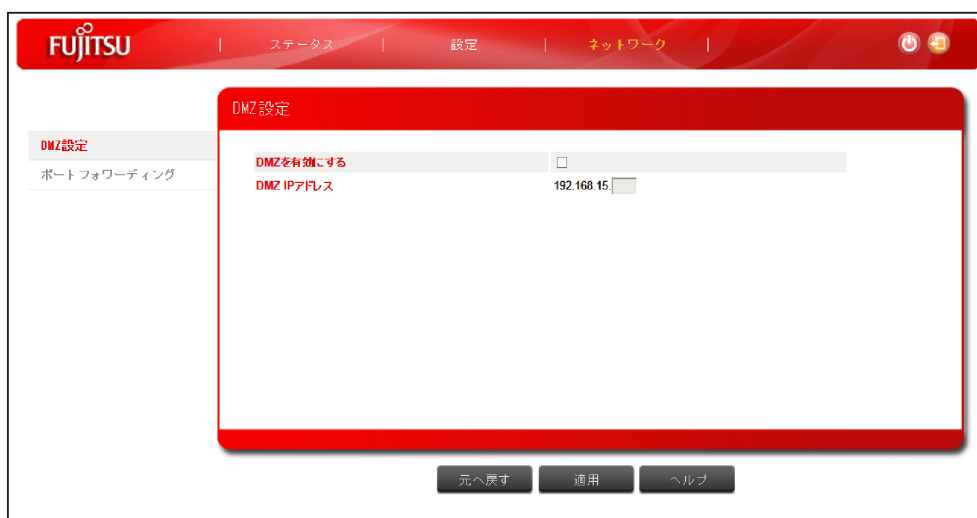 FUJITSU
ステータス
設定
ネットワーク
DMZ設定
DMZ設定
ポートフォワーディング
DMZを有効にする
DMZ IPアドレス
192.168.15.
元へ戻す
適用
ヘルプ